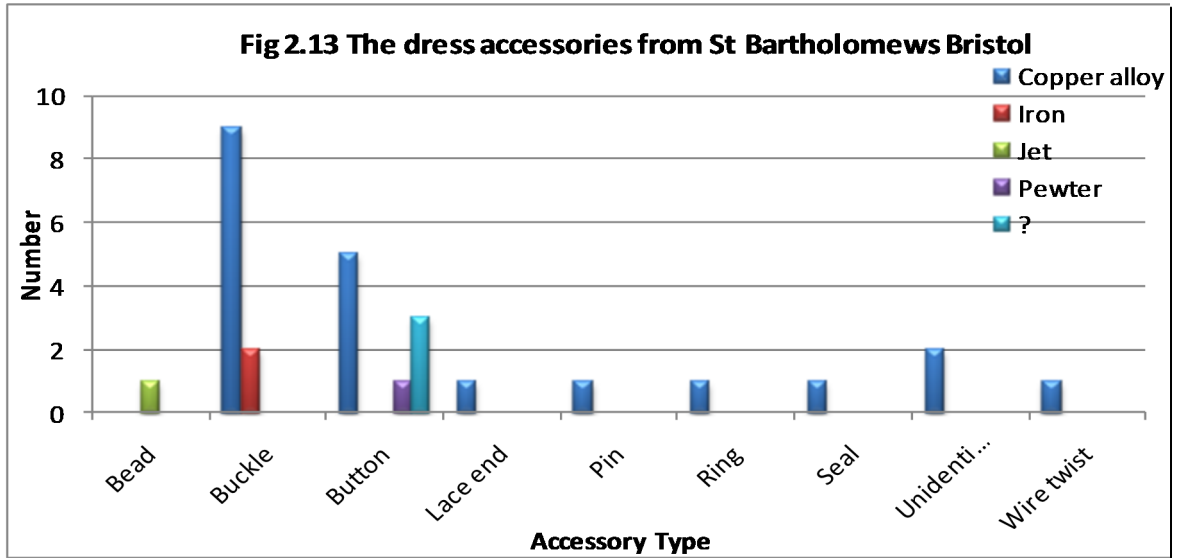 Fig 2.13 The dress accessories from St Bartholomews Bristol
Copper alloy
Iron
Jet
Pewter
?
10
8
6
4
2
0
Number
Bead
Buckle
Button
Lace end
Pin
Ring
Seal
Unidenti...
Wire twist
Accessory Type